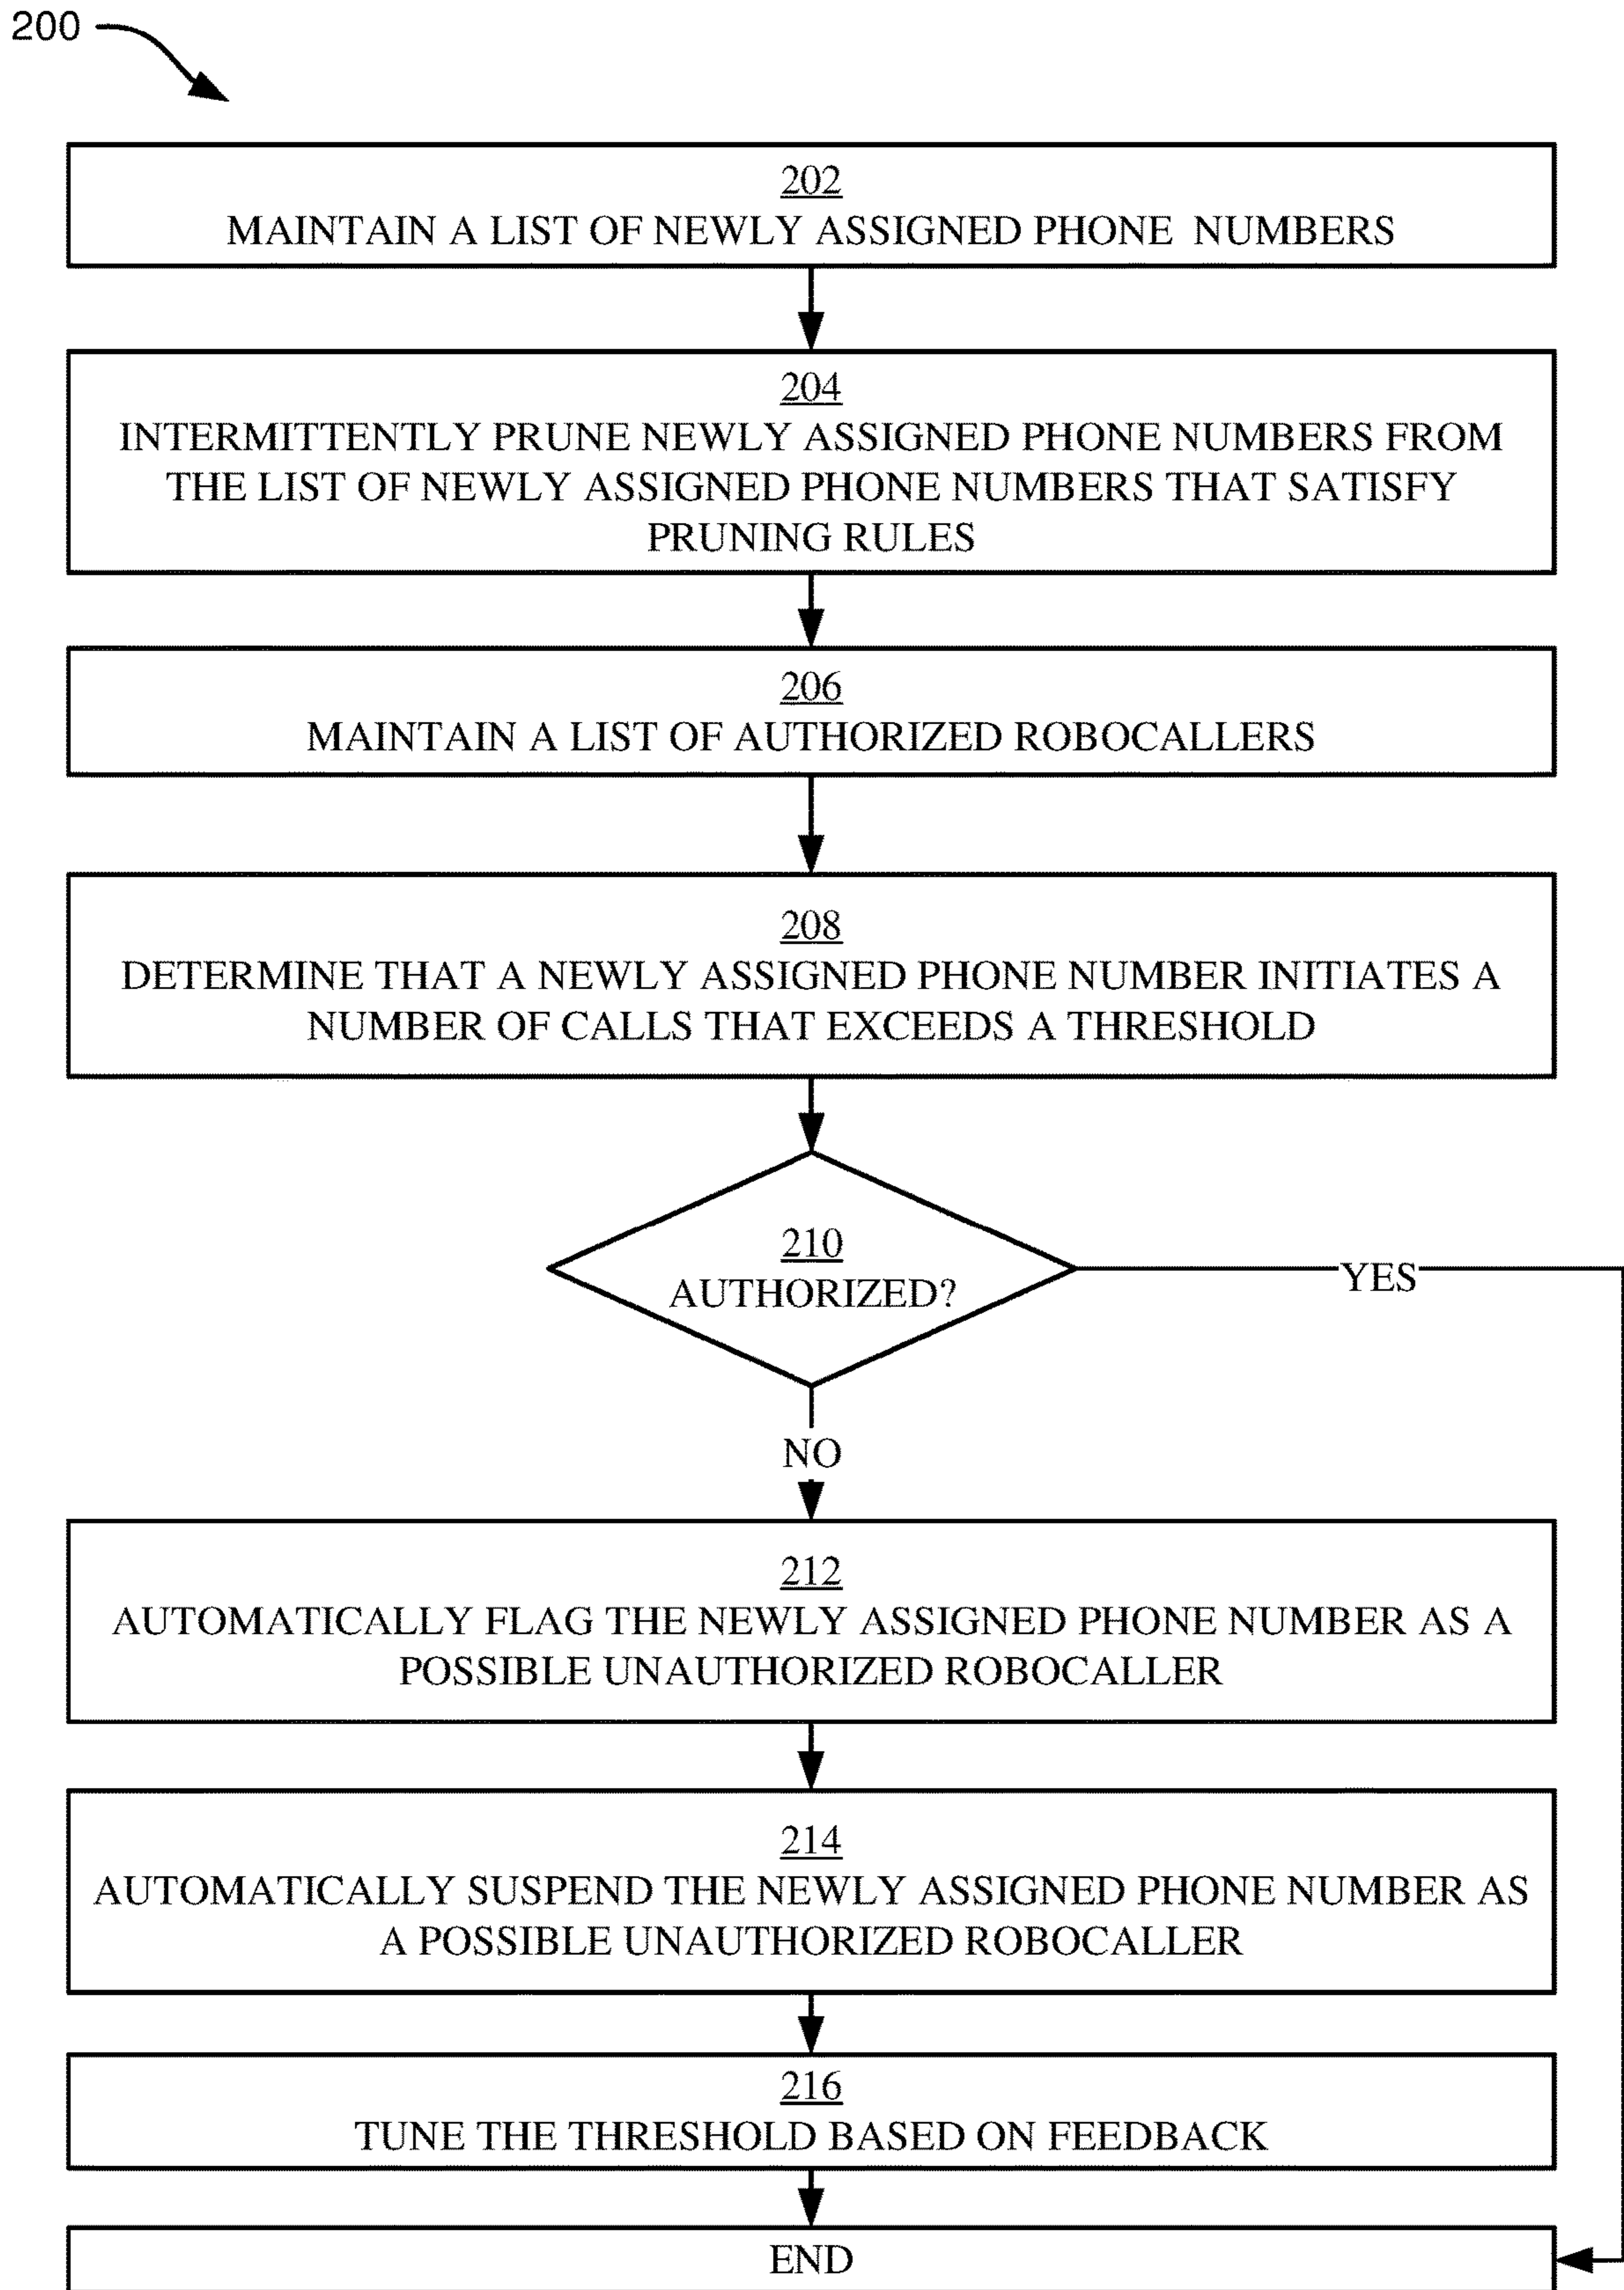 200
202
MAINTAIN A LIST OF NEWLY ASSIGNED PHONE NUMBERS
204
INTERMITTENTLY PRUNE NEWLY ASSIGNED PHONE NUMBERS FROM
THE LIST OF NEWLY ASSIGNED PHONE NUMBERS THAT SATISFY
PRUNING RULES
206
MAINTAIN A LIST OF AUTHORIZED ROBOCALLERS
208
DETERMINE THAT A NEWLY ASSIGNED PHONE NUMBER INITIATES A
NUMBER OF CALLS THAT EXCEEDS A THRESHOLD
210
AUTHORIZED?
YES
NO
212
AUTOMATICALLY FLAG THE NEWLY ASSIGNED PHONE NUMBER AS A
POSSIBLE UNAUTHORIZED ROBOCALLER
214
AUTOMATICALLY SUSPEND THE NEWLY ASSIGNED PHONE NUMBER AS
A POSSIBLE UNAUTHORIZED ROBOCALLER
216
TUNE THE THRESHOLD BASED ON FEEDBACK
END